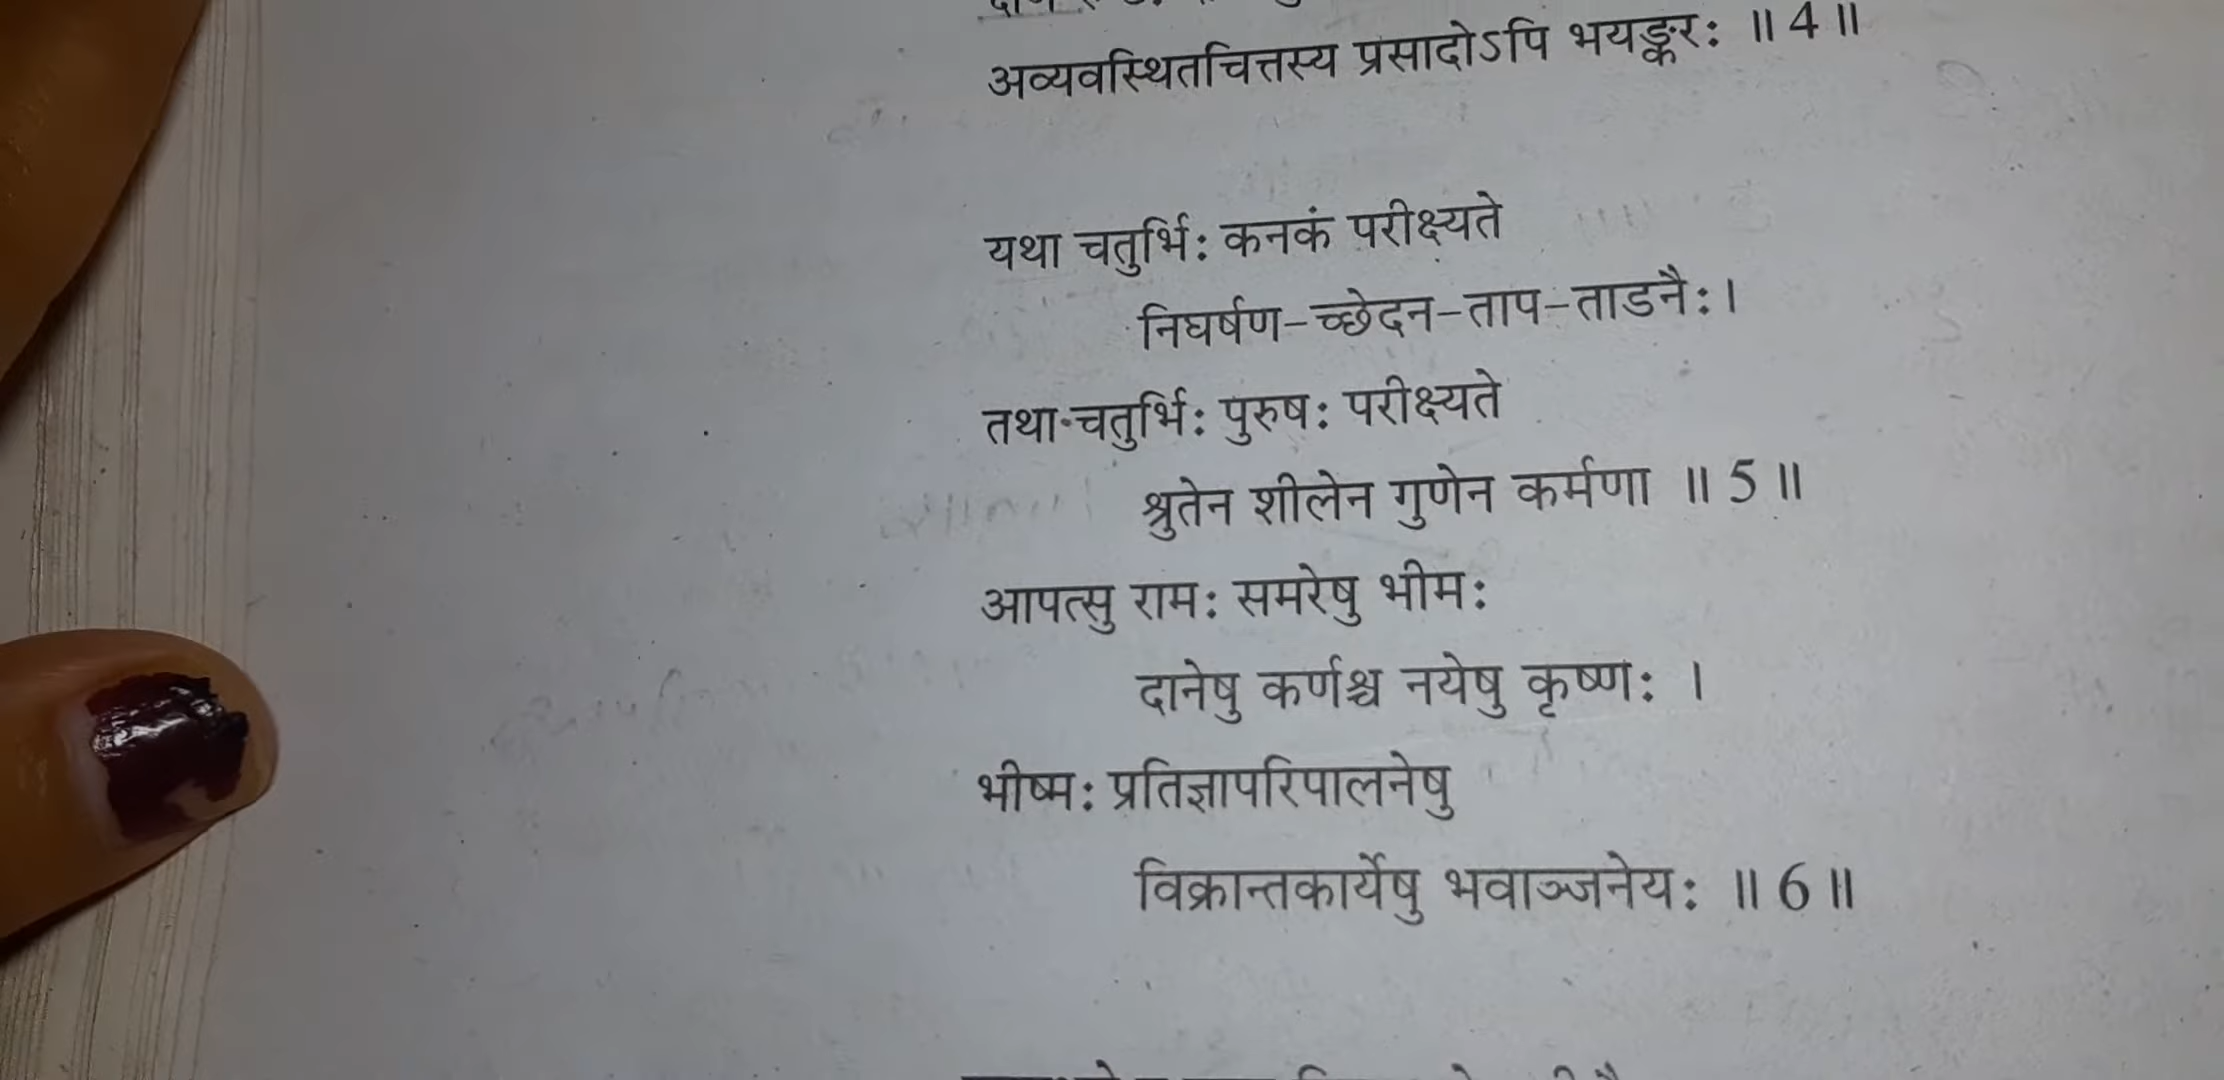 अव्यवस्थितचित्तस्य प्रसादोऽपि भयङ्करः ॥ 4 ॥
यथा चतुर्भिः कनकं परीक्ष्यते
निघर्षण-च्छेदन-ताप-ताडनैः ।
तथा चतुर्भिः पुरुषः परीक्ष्यते
श्रुतेन शीलेन गुणेन कर्मणा ॥ 5 ॥
आपत्सु रामः समरेषु भीमः
दानेषु कर्णश्च नयेषु कृष्णः ।
भीष्मः प्रतिज्ञापरिपालनेषु
विक्रान्तकार्येषु भवाञ्जनेयः ॥ 6 ॥